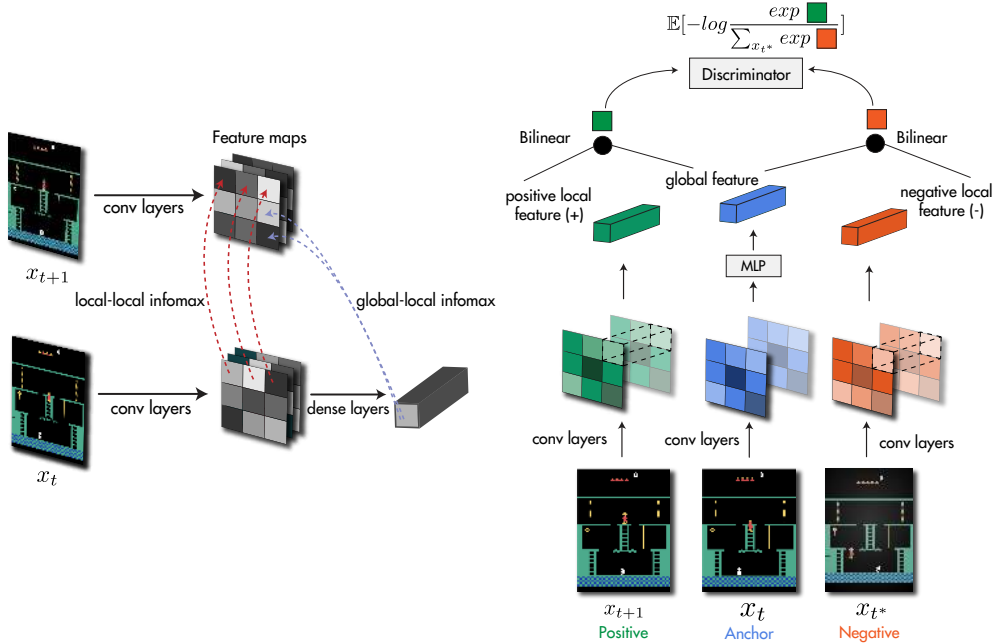 Feature maps
conv layers
x_{t+1}
local-local infomax
global-local infomax
conv layers
dense layers
x_t
𝔼[-log exp / ∑_{x_{t*}} exp ]
Discriminator
Bilinear
Bilinear
positive local
feature (+)
global feature
negative local
feature (-)
MLP
conv layers
conv layers
conv layers
x_{t+1}
x_t
x_{t*}
Positive
Anchor
Negative